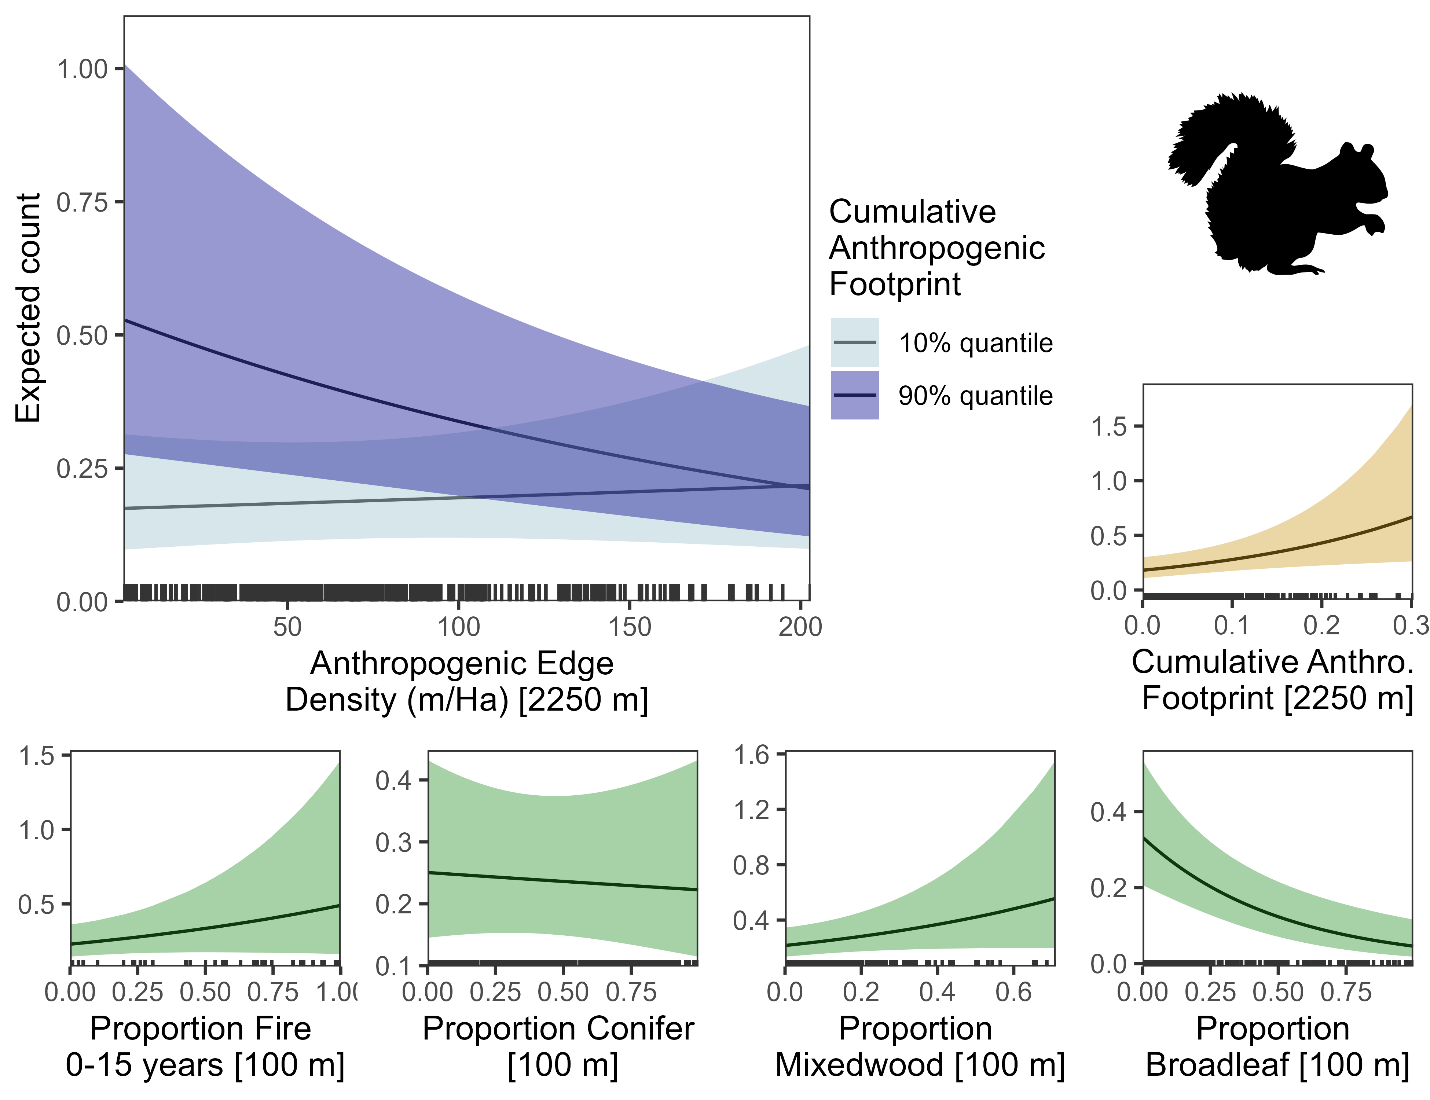 1.00
0.75
0.50
0.25
0.00
Expected count
50 100 150 200
Anthropogenic Edge
Density (m/Ha) [2250 m]
Cumulative
Anthropogenic
Footprint
10% quantile
90% quantile
1.5
1.0
0.5
0.0
0.0 0.1 0.2 0.3
Cumulative Anthro.
Footprint [2250 m]
1.5
1.0
0.5
0.00 0.25 0.50 0.75 1.00
Proportion Fire
0-15 years [100 m]
0.4
0.3
0.2
0.1
0.00 0.25 0.50 0.75
Proportion Conifer
[100 m]
1.6
1.2
0.8
0.4
0.0 0.2 0.4 0.6
Proportion
Mixedwood [100 m]
0.4
0.2
0.0
0.00 0.25 0.50 0.75
Proportion
Broadleaf [100 m]